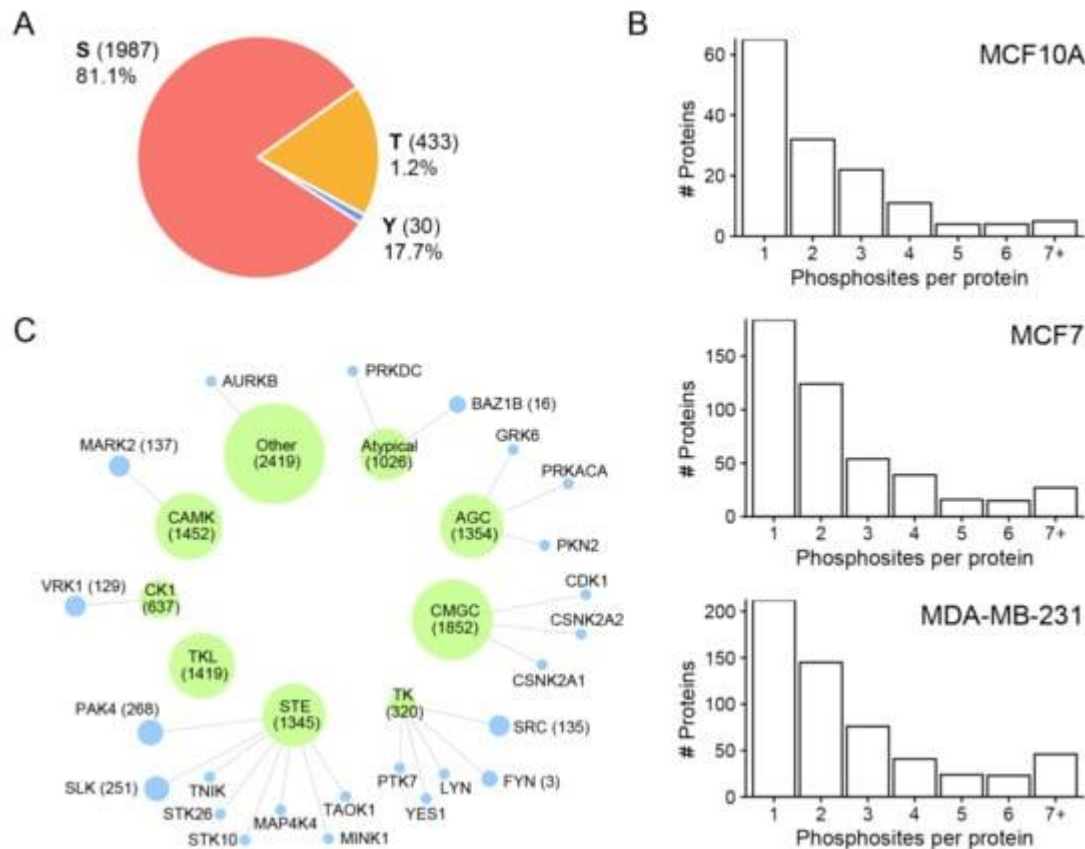 A
S (1987)
81.1%
T (433)
1.2%
Y (30)
17.7%
B
MCF10A
# Proteins
60
40
20
0
1 2 3 4 5 6 7+
Phosphosites per protein
MCF7
# Proteins
150
100
50
0
1 2 3 4 5 6 7+
Phosphosites per protein
MDA-MB-231
# Proteins
200
150
100
50
0
1 2 3 4 5 6 7+
Phosphosites per protein
C
AURKB
PRKDC
BAZ1B (16)
Other
(2419)
Atypical
(1026)
GRK6
MARK2 (137)
PRKACA
CAMK
(1452)
AGC
(1354)
PKN2
VRK1 (129)
CK1
(637)
CDK1
CMGC
(1852)
CSNK2A2
CSNK2A1
TKL
(1419)
TK
(320)
STE
(1345)
PAK4 (268)
SRC (135)
SLK (251)
TNIK
PTK7
LYN
FYN (3)
STK26
TAOK1
YES1
STK10
MAP4K4
MINK1